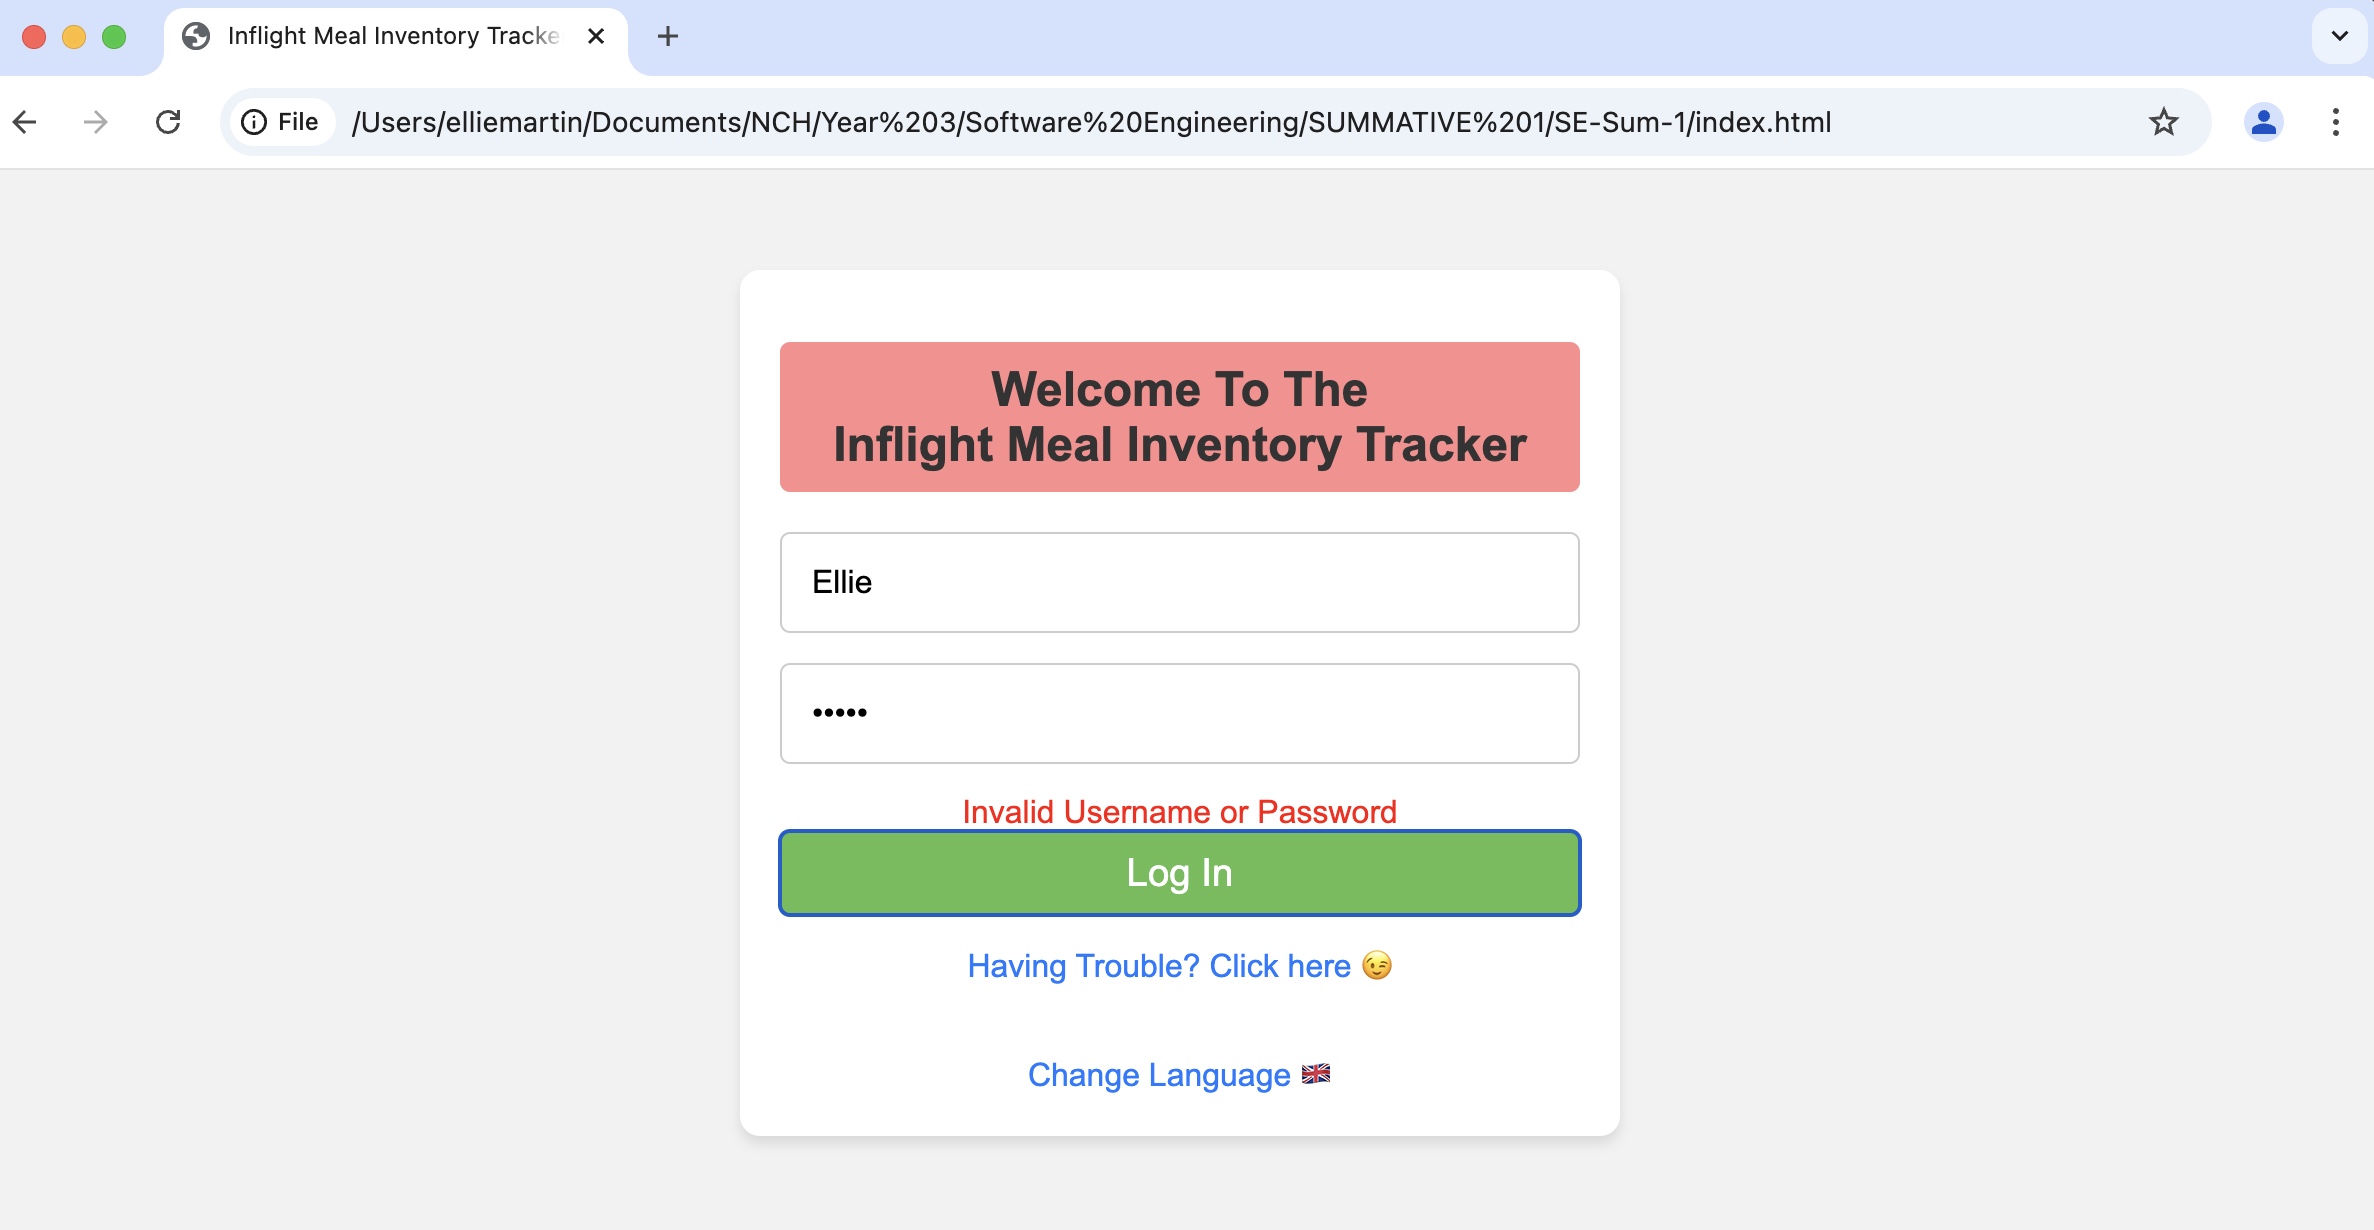 Inflight Meal Inventory Tracke
File /Users/elliemartin/Documents/NCH/Year%203/Software%20Engineering/SUMMATIVE%201/SE-Sum-1/index.html
Welcome To The
Inflight Meal Inventory Tracker
Ellie
•••••
Invalid Username or Password
Log In
Having Trouble? Click here 😉
Change Language 🇬🇧